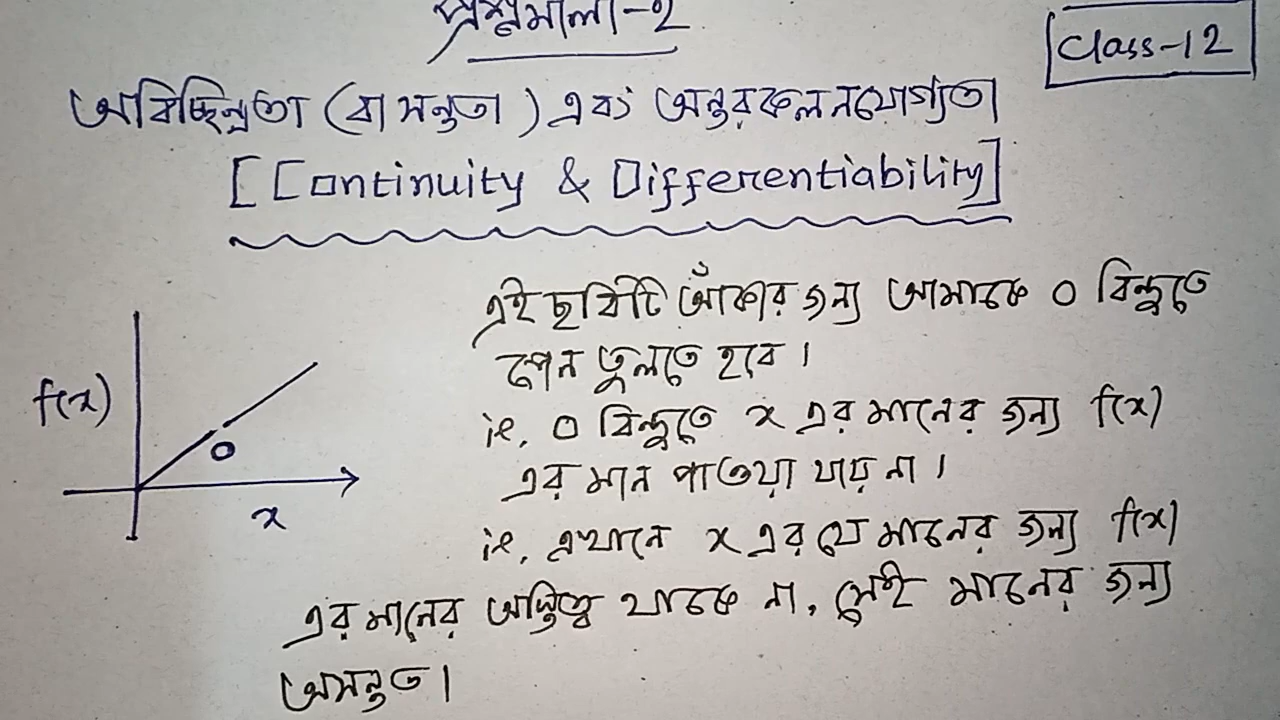 প্রশ্নমালা-২
Class-12
অবিচ্ছিন্নতা (বা সন্ততা) এবং অন্তরকলনযোগ্যতা
[Continuity & Differentiability]
এই ছবিটি আঁকার জন্য আমাকে O বিন্দুতে
পেন তুলতে হবে।
ie, O বিন্দুতে x এর মানের জন্য f(x)
এর মান পাওয়া যায় না।
ie, এখানে x এর যে মানের জন্য f(x)
এর মানের অস্তিত্ব থাকে না, সেই মানের জন্য
অসন্তত।
f(x)
O
x